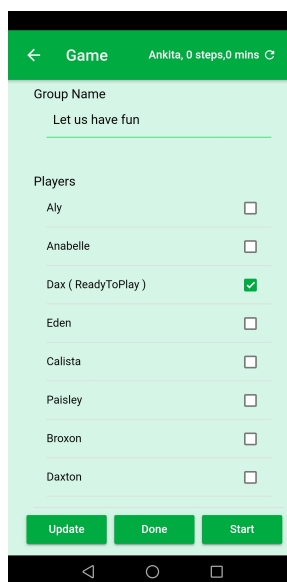 Game Ankita, 0 steps,0 mins
Group Name
Let us have fun
Players
Aly
Anabelle
Dax ( ReadyToPlay )
Eden
Calista
Paisley
Broxon
Daxton
Update Done Start